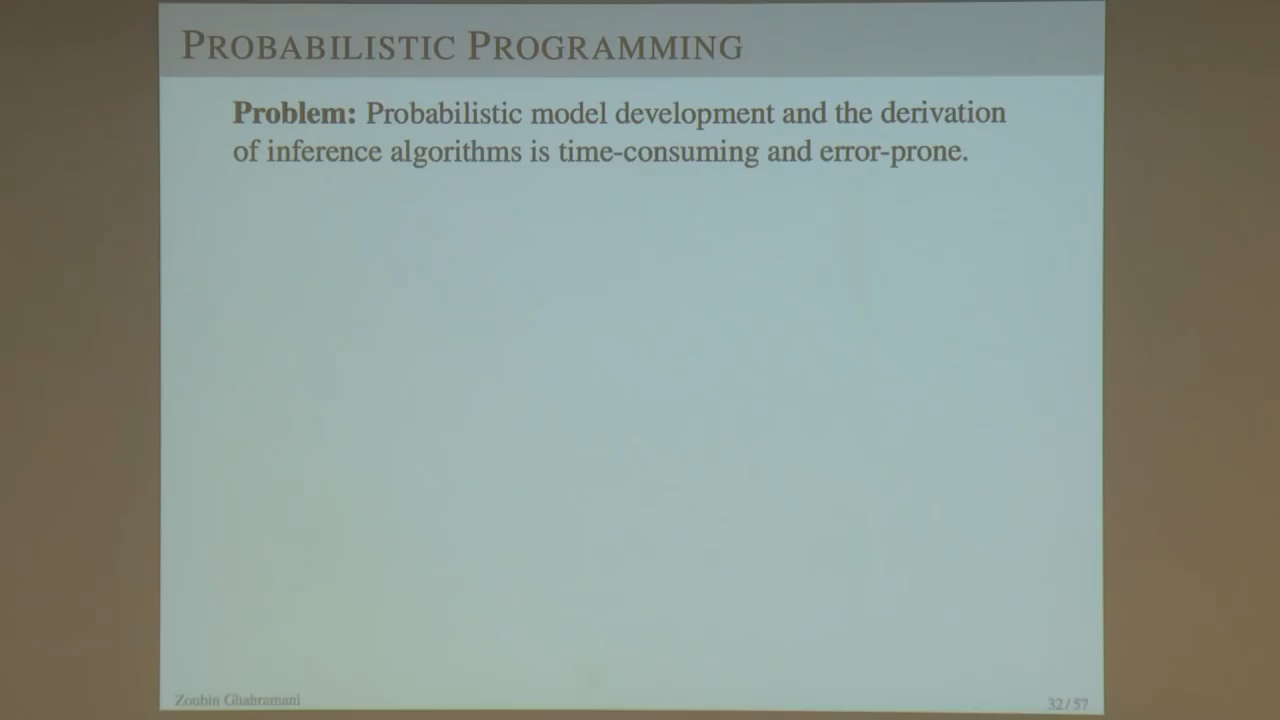 PROBABILISTIC PROGRAMMING
Problem: Probabilistic model development and the derivation
of inference algorithms is time-consuming and error-prone.
Zoubin Ghahramani
32/57